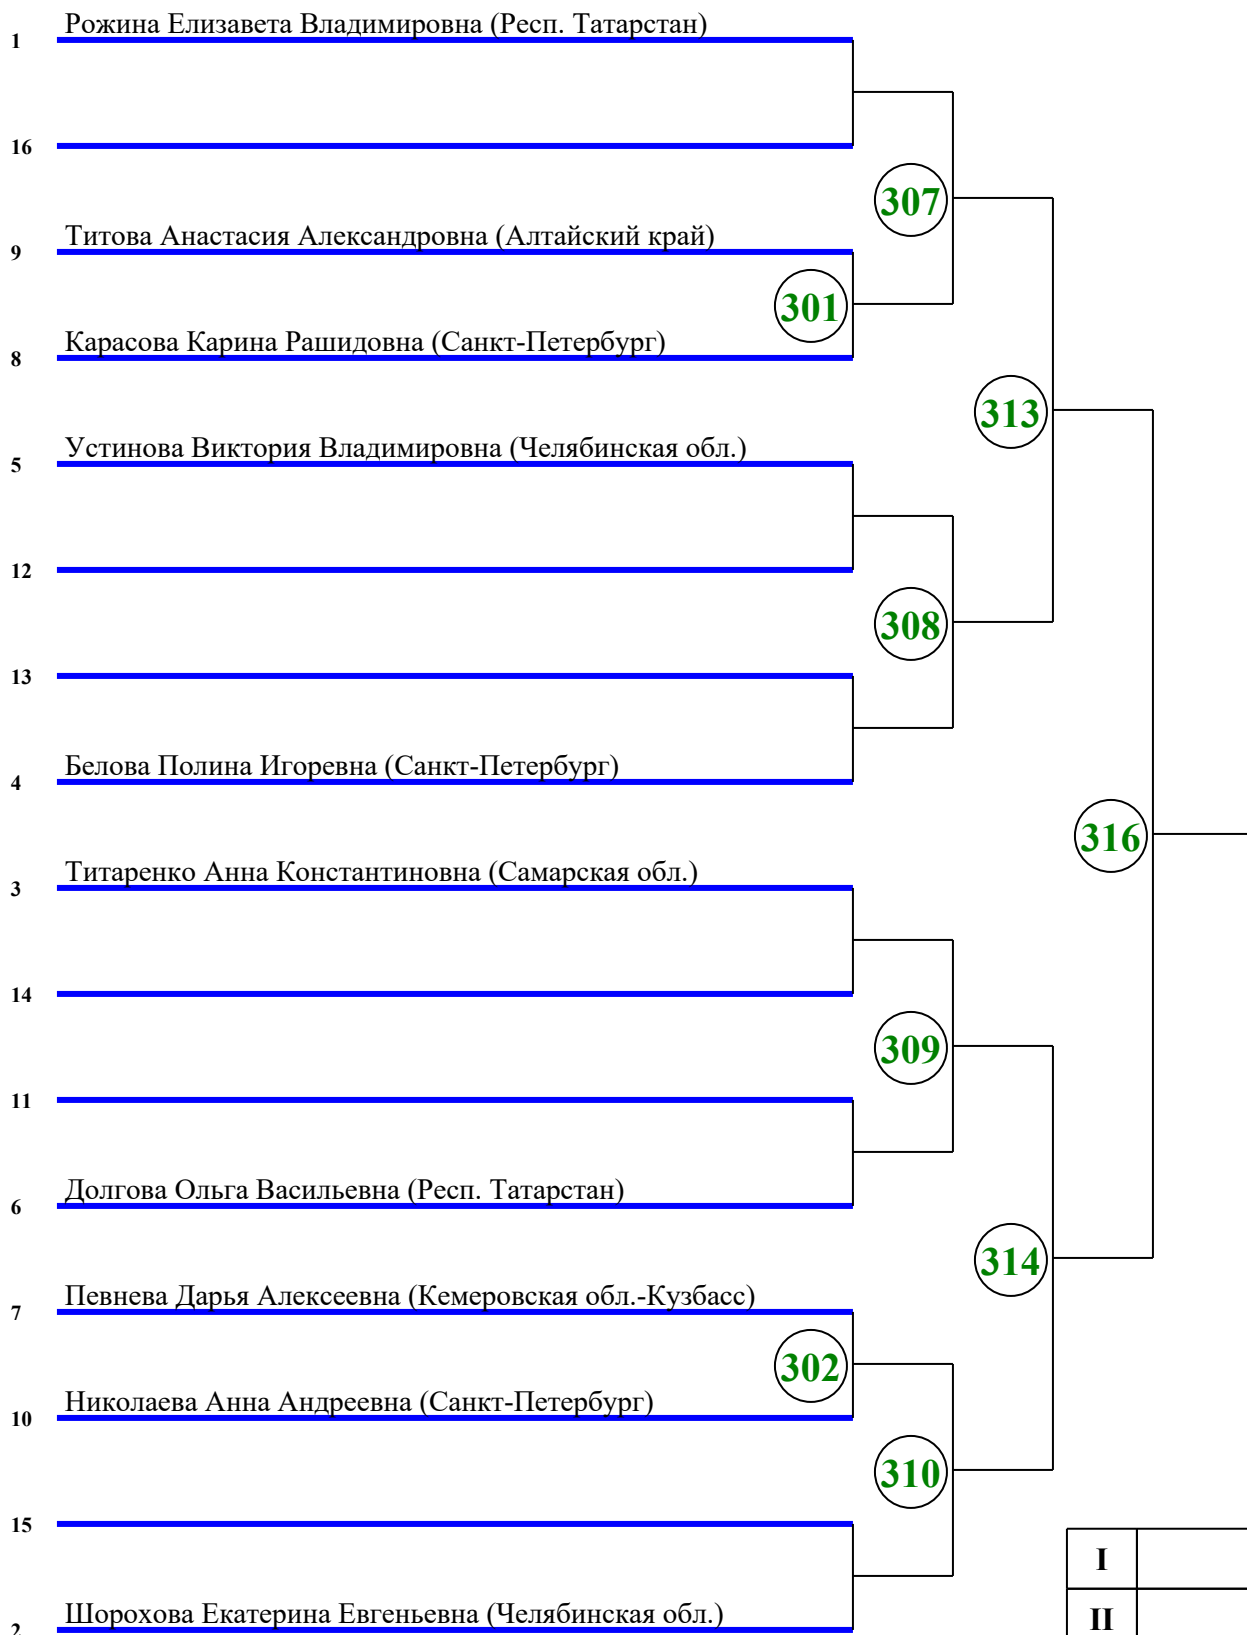 Рожина Елизавета Владимировна (Респ. Татарстан)
1
16
307
Титова Анастасия Александровна (Алтайский край)
9
301
Карасова Карина Рашидовна (Санкт-Петербург)
8
313
Устинова Виктория Владимировна (Челябинская обл.)
5
12
308
13
Белова Полина Игоревна (Санкт-Петербург)
4
316
Титаренко Анна Константиновна (Самарская обл.)
3
14
309
11
Долгова Ольга Васильевна (Респ. Татарстан)
6
314
Певнева Дарья Алексеевна (Кемеровская обл.-Кузбасс)
7
302
Николаева Анна Андреевна (Санкт-Петербург)
10
310
15
I
Шорохова Екатерина Евгеньевна (Челябинская обл.)
2
II